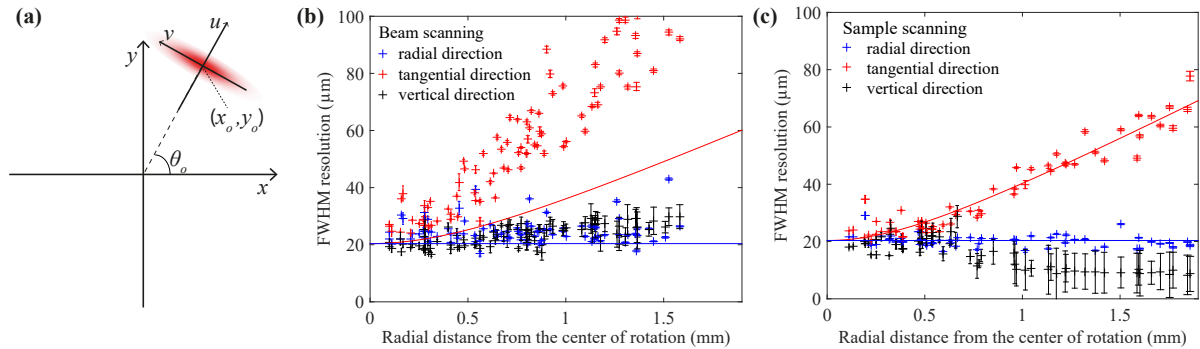 (a)
u
v
y
(xₒ,yₒ)
θₒ
x
(b)
Beam scanning
radial direction
tangential direction
vertical direction
FWHM resolution (µm)
100
80
60
40
20
0
0
0.5
1
1.5
Radial distance from the center of rotation (mm)
(c)
Sample scanning
radial direction
tangential direction
vertical direction
FWHM resolution (µm)
100
80
60
40
20
0
0
0.5
1
1.5
Radial distance from the center of rotation (mm)